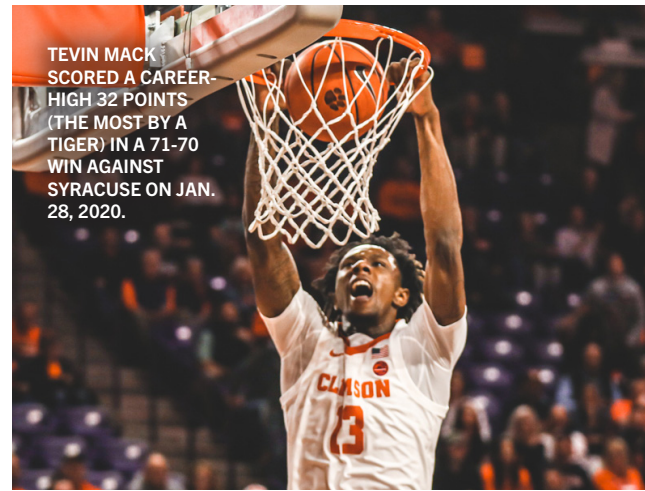 TEVIN MACK
SCORED A CAREER-
HIGH 32 POINTS
(THE MOST BY A
TIGER) IN A 71-70
WIN AGAINST
SYRACUSE ON JAN.
28, 2020.
CLEMSON
13